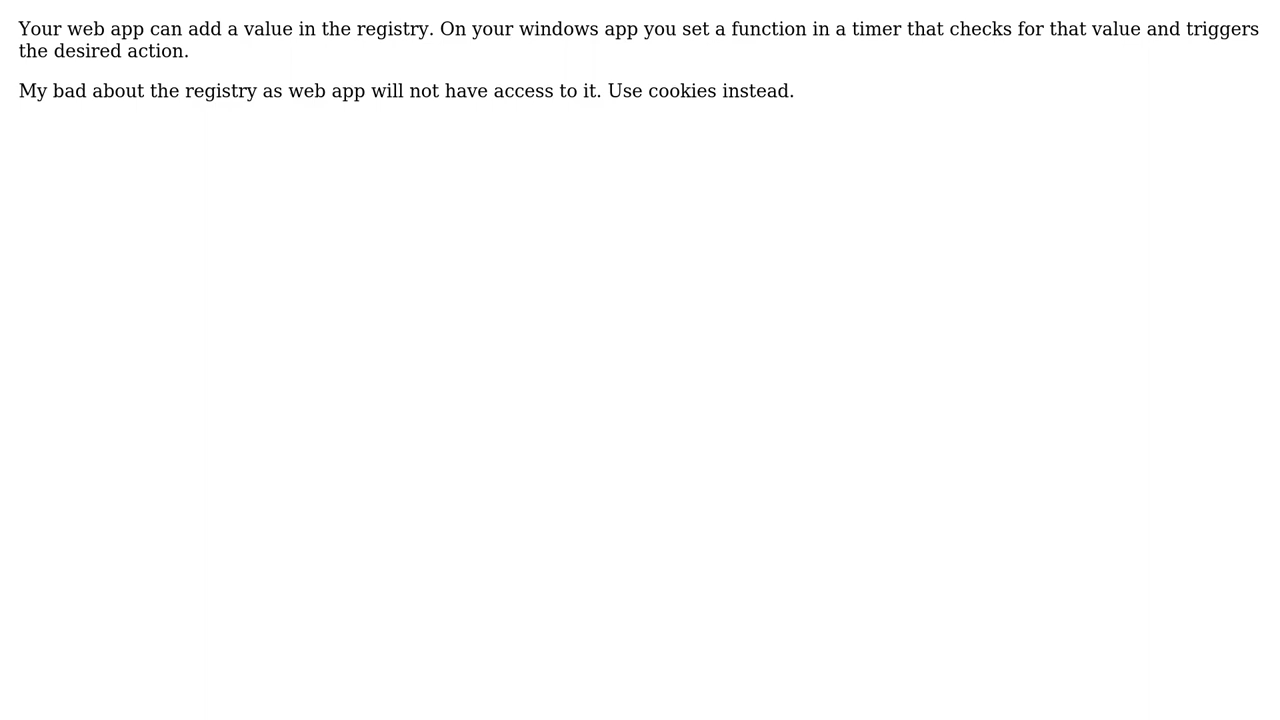 Your web app can add a value in the registry. On your windows app you set a function in a timer that checks for that value and triggers
the desired action.
My bad about the registry as web app will not have access to it. Use cookies instead.